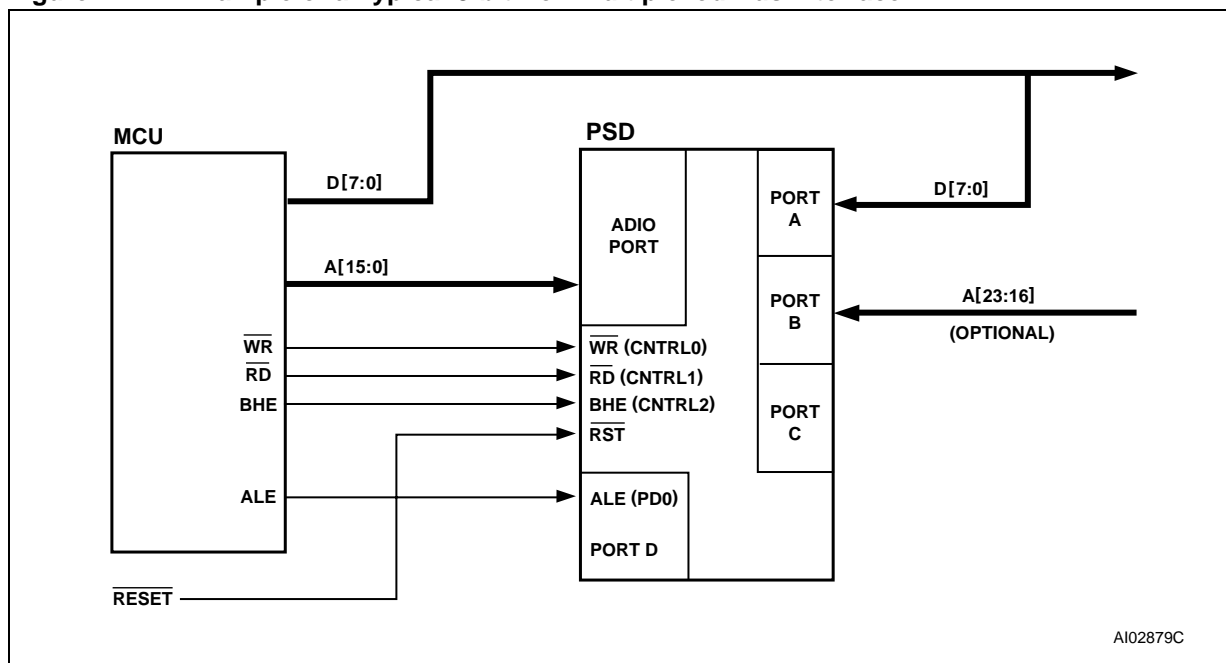 MCU
PSD
D[7:0]
D[7:0]
PORT
A
ADIO
PORT
A[15:0]
A[23:16]
PORT
B
(OPTIONAL)
WR
WR (CNTRL0)
RD
RD (CNTRL1)
BHE
BHE (CNTRL2)
PORT
C
RST
ALE
ALE (PD0)
PORT D
RESET
AI02879C